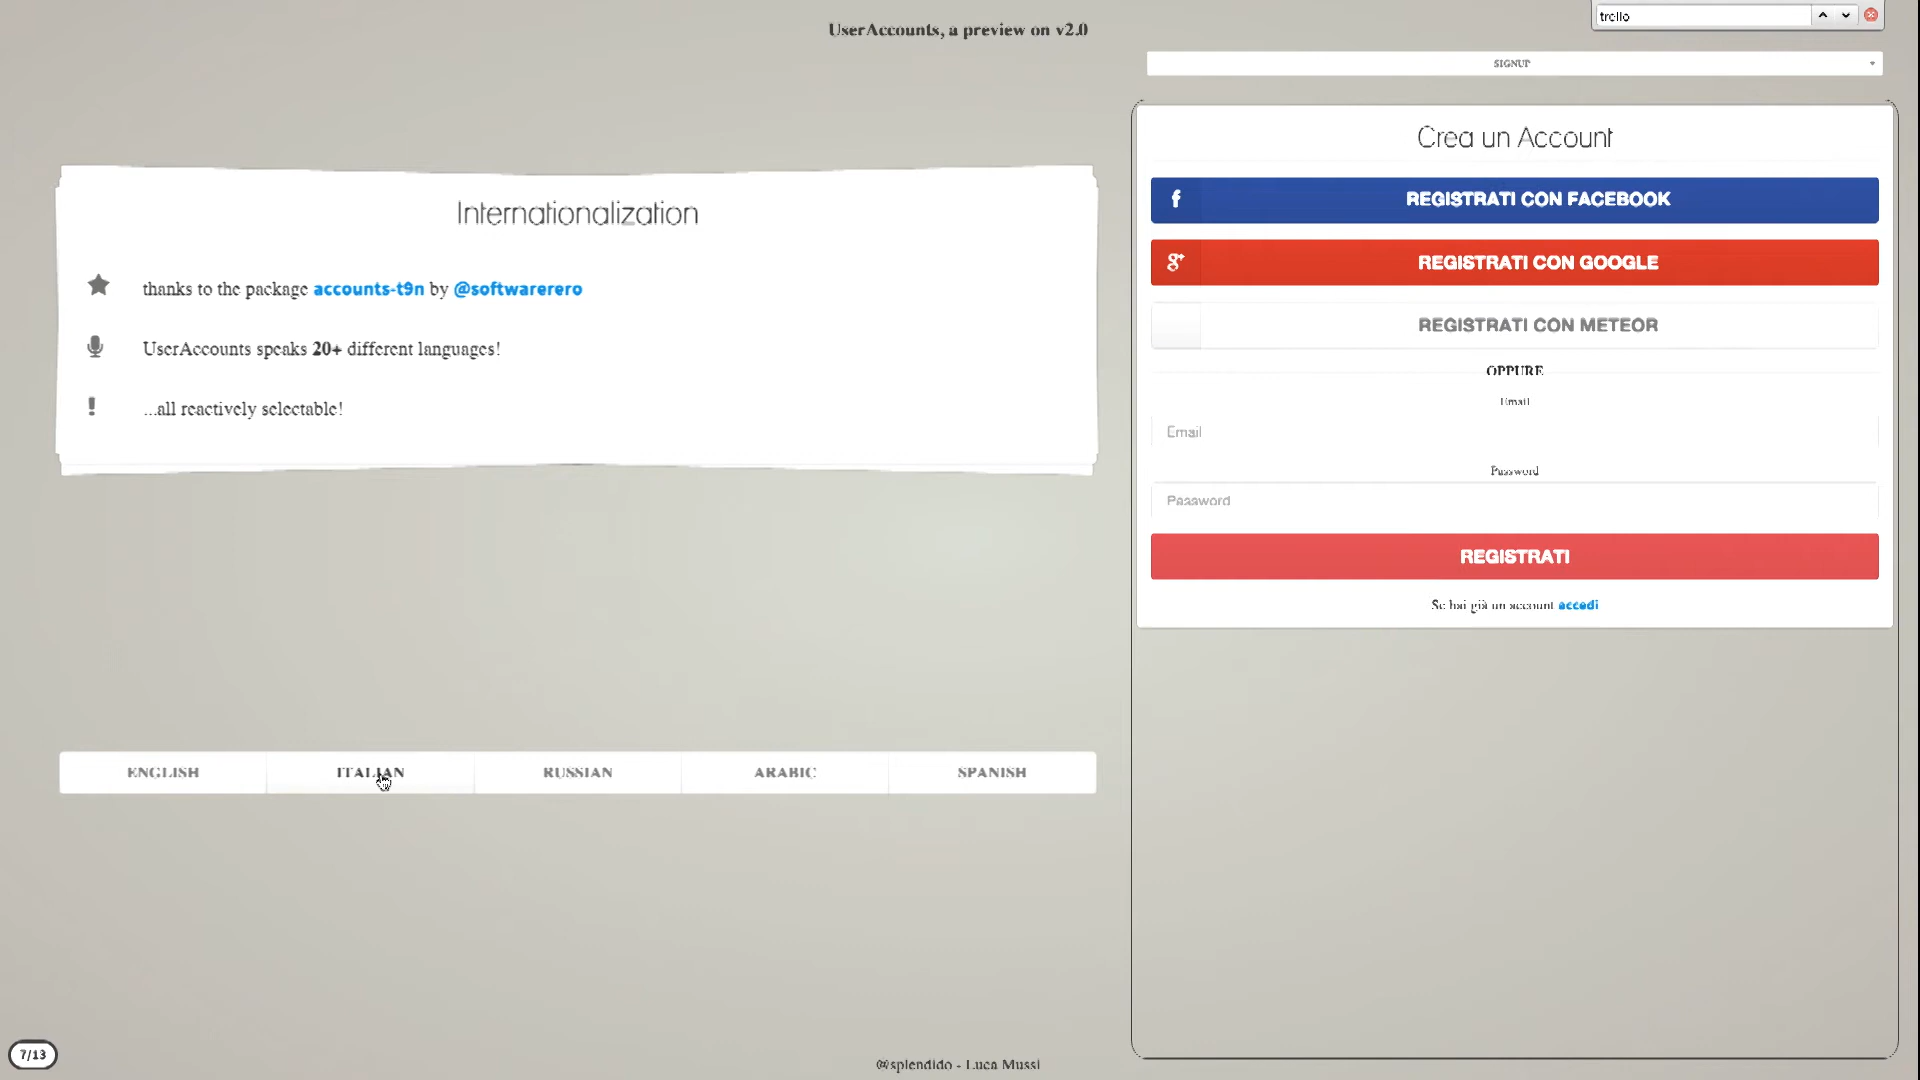 UserAccounts, a preview on v2.0
trello
SIGNUP
Internationalization
thanks to the package accounts-t9n by @softwarerero
UserAccounts speaks 20+ different languages!
...all reactively selectable!
ENGLISH
ITALIAN
RUSSIAN
ARABIC
SPANISH
Crea un Account
f
REGISTRATI CON FACEBOOK
g+
REGISTRATI CON GOOGLE
REGISTRATI CON METEOR
OPPURE
Email
Email
Password
Password
REGISTRATI
Se hai già un account accedi
7/13
@splendido - Luca Mussi